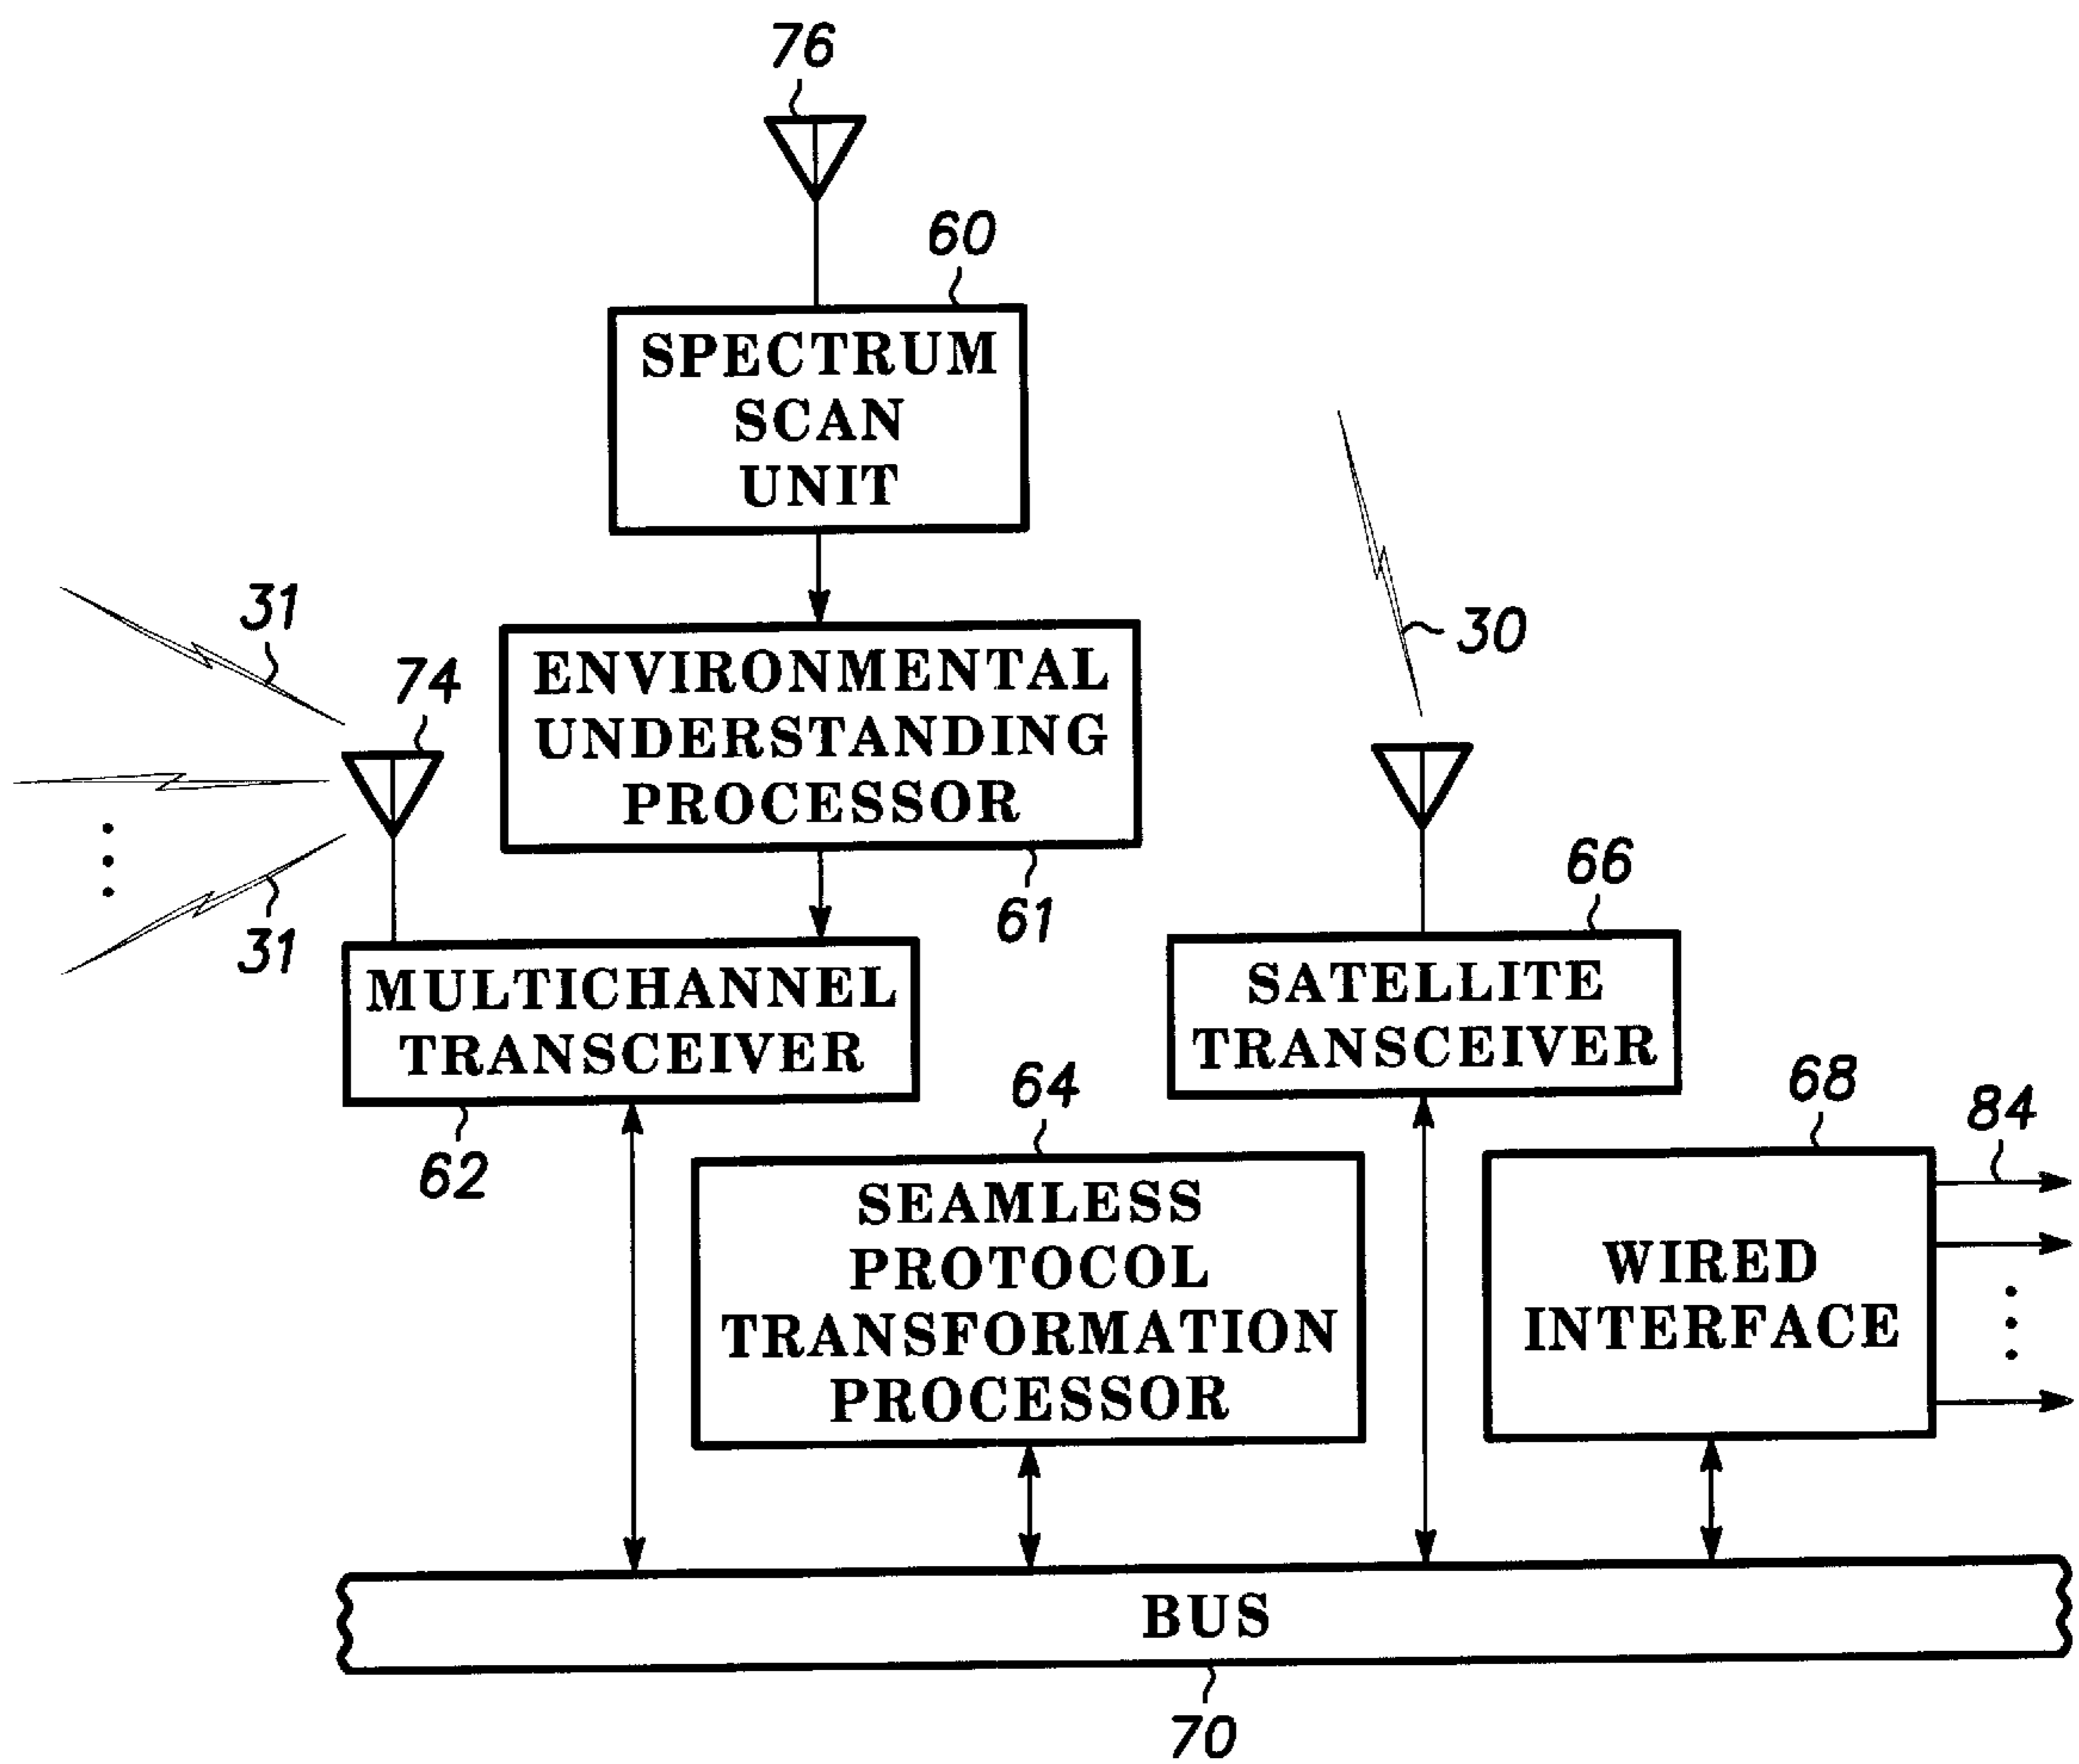 76
60
SPECTRUM
SCAN
UNIT
31
74
30
ENVIRONMENTAL
UNDERSTANDING
PROCESSOR
61
31
66
MULTICHANNEL
TRANSCEIVER
62
SATELLITE
TRANSCEIVER
64
68
84
SEAMLESS
PROTOCOL
TRANSFORMATION
PROCESSOR
WIRED
INTERFACE
BUS
70